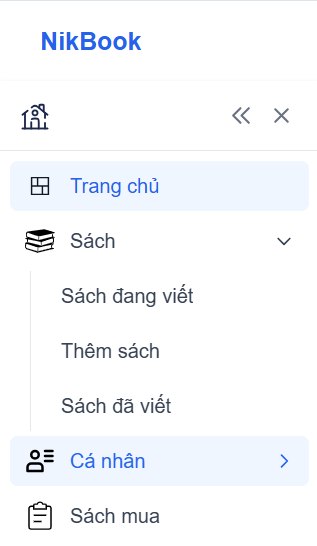 NikBook
Trang chủ
Sách
Sách đang viết
Thêm sách
Sách đã viết
Cá nhân
Sách mua